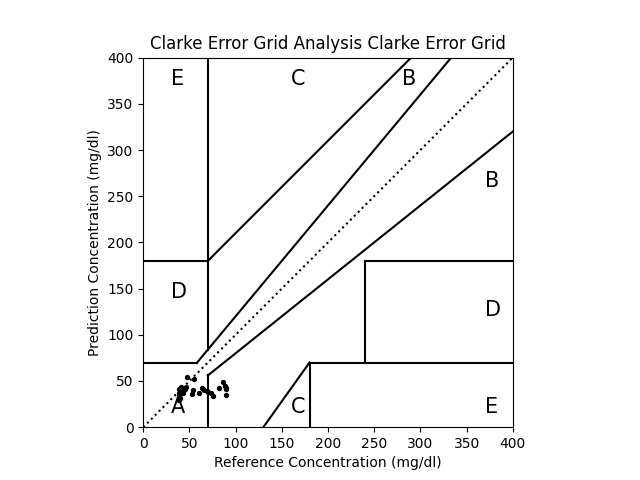 Clarke Error Grid Analysis Clarke Error Grid
400
350
300
250
200
150
100
50
0
Prediction Concentration (mg/dl)
E
C
B
B
D
D
A
C
E
0
50
100
150
200
250
300
350
400
Reference Concentration (mg/dl)